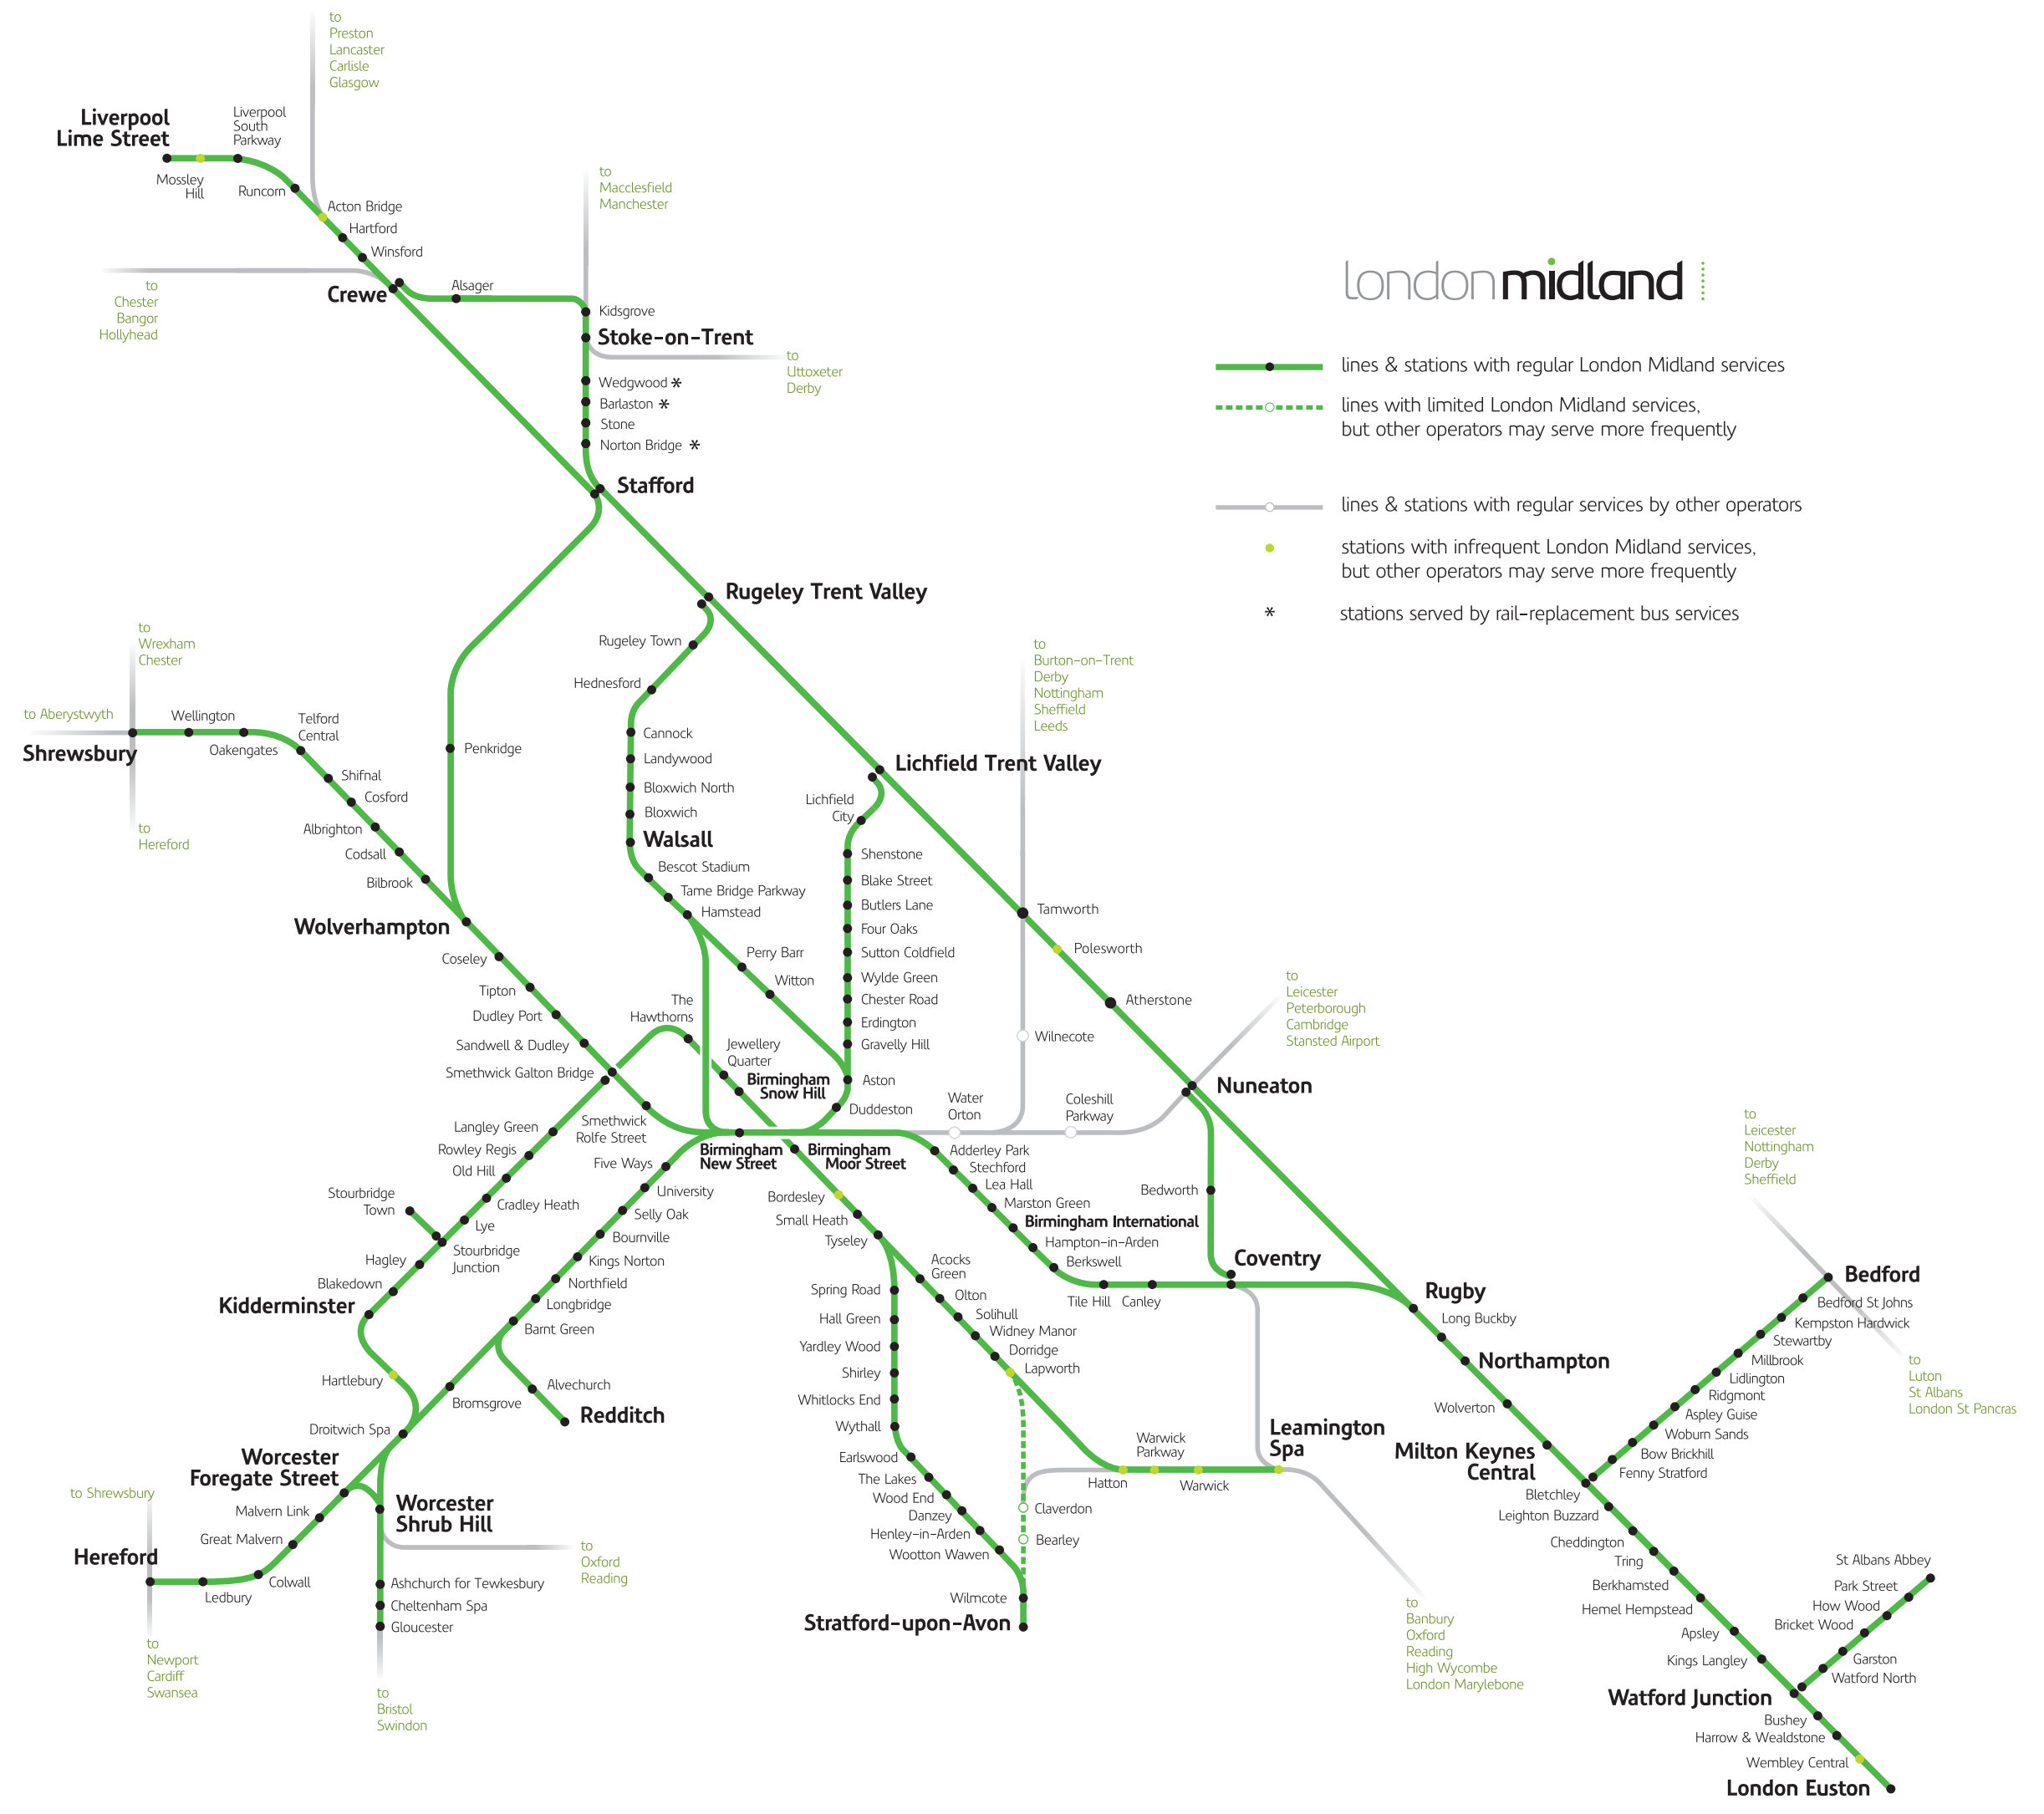 to
Preston
Lancaster
Carlisle
Glasgow
Liverpool
Lime Street
Liverpool
South
Parkway
Mossley
Hill
Runcorn
Acton Bridge
Hartford
Winsford
to
Macclesfield
Manchester
to
Chester
Bangor
Hollyhead
Crewe
Alsager
Kidsgrove
Stoke-on-Trent
to
Uttoxeter
Derby
Wedgwood *
Barlaston *
Stone
Norton Bridge *
Stafford
londonmidland
lines & stations with regular London Midland services
lines with limited London Midland services,
but other operators may serve more frequently
lines & stations with regular services by other operators
stations with infrequent London Midland services,
but other operators may serve more frequently
* stations served by rail-replacement bus services
Rugeley Trent Valley
Rugeley Town
Hednesford
Cannock
Landywood
Bloxwich North
Bloxwich
Walsall
Bescot Stadium
Tame Bridge Parkway
Hamstead
Perry Barr
Witton
to
Wrexham
Chester
to Aberystwyth
Shrewsbury
to
Hereford
Wellington
Oakengates
Telford
Central
Shifnal
Cosford
Albrighton
Codsall
Bilbrook
Penkridge
Wolverhampton
Coseley
Tipton
Dudley Port
Sandwell & Dudley
Smethwick Galton Bridge
Smethwick
Rolfe Street
The
Hawthorns
Jewellery
Quarter
Birmingham
Snow Hill
Lichfield Trent Valley
Lichfield
City
Shenstone
Blake Street
Butlers Lane
Four Oaks
Sutton Coldfield
Wylde Green
Chester Road
Erdington
Gravelly Hill
Aston
Duddeston
to
Burton-on-Trent
Derby
Nottingham
Sheffield
Leeds
Tamworth
Polesworth
Atherstone
Wilnecote
Water
Orton
Coleshill
Parkway
to
Leicester
Peterborough
Cambridge
Stansted Airport
Nuneaton
Bedworth
Coventry
Birmingham
New Street
Birmingham
Moor Street
Adderley Park
Stechford
Lea Hall
Marston Green
Birmingham International
Hampton-in-Arden
Berkswell
Tile Hill
Canley
Rugby
Long Buckby
Northampton
Wolverton
Milton Keynes
Central
Bletchley
Leighton Buzzard
Cheddington
Tring
Berkhamsted
Hemel Hempstead
Apsley
Kings Langley
Watford Junction
Bushey
Harrow & Wealdstone
Wembley Central
London Euston
to
Leicester
Nottingham
Derby
Sheffield
Bedford
Bedford St Johns
Kempston Hardwick
Stewartby
Millbrook
Lidlington
Ridgmont
Aspley Guise
Woburn Sands
Bow Brickhill
Fenny Stratford
to
Luton
St Albans
London St Pancras
St Albans Abbey
Park Street
How Wood
Bricket Wood
Garston
Watford North
Langley Green
Rowley Regis
Old Hill
Cradley Heath
Lye
Stourbridge
Town
Stourbridge
Junction
Hagley
Blakedown
Kidderminster
Hartlebury
Droitwich Spa
Five Ways
University
Selly Oak
Bournville
Kings Norton
Northfield
Longbridge
Barnt Green
Bromsgrove
Alvechurch
Redditch
Worcester
Foregate Street
Worcester
Shrub Hill
Malvern Link
Great Malvern
Colwall
Ledbury
Hereford
to Shrewsbury
to
Newport
Cardiff
Swansea
to
Oxford
Reading
Ashchurch for Tewkesbury
Cheltenham Spa
Gloucester
to
Bristol
Swindon
Bordesley
Small Heath
Tyseley
Spring Road
Hall Green
Yardley Wood
Shirley
Whitlocks End
Wythall
Earlswood
The Lakes
Wood End
Danzey
Henley-in-Arden
Wootton Wawen
Wilmcote
Stratford-upon-Avon
Acocks
Green
Olton
Solihull
Widney Manor
Dorridge
Lapworth
Claverdon
Bearley
Hatton
Warwick
Parkway
Warwick
Leamington
Spa
to
Banbury
Oxford
Reading
High Wycombe
London Marylebone